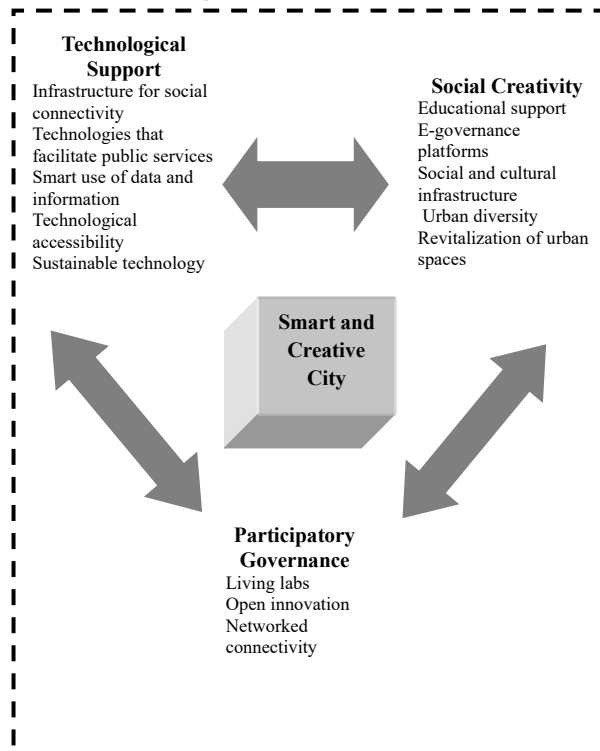 Technological
Support
Infrastructure for social
connectivity
Technologies that
facilitate public services
Smart use of data and
information
Technological
accessibility
Sustainable technology
Social Creativity
Educational support
E-governance
platforms
Social and cultural
infrastructure
Urban diversity
Revitalization of urban
spaces
Smart and
Creative
City
Participatory
Governance
Living labs
Open innovation
Networked
connectivity